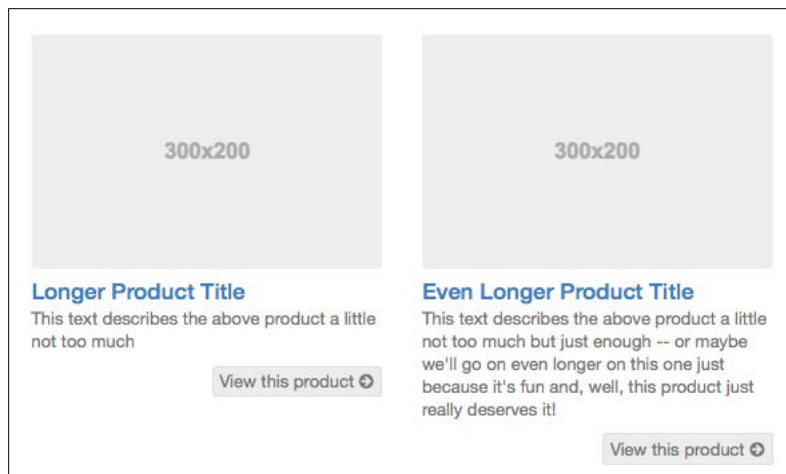 300x200
Longer Product Title
This text describes the above product a little
not too much
View this product
300x200
Even Longer Product Title
This text describes the above product a little
not too much but just enough -- or maybe
we'll go on even longer on this one just
because it's fun and, well, this product just
really deserves it!
View this product